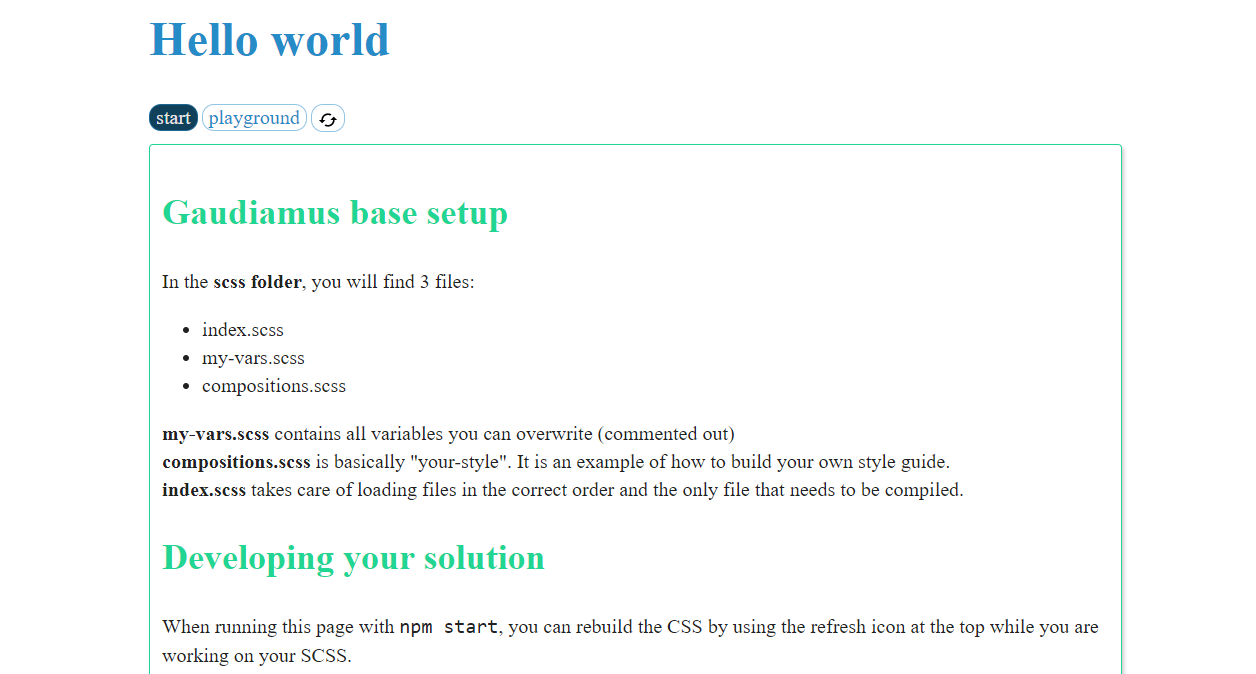 Hello world
start playground
Gaudiamus base setup
In the scss folder, you will find 3 files:
index.scss
my-vars.scss
compositions.scss
my-vars.scss contains all variables you can overwrite (commented out)
compositions.scss is basically "your-style". It is an example of how to build your own style guide.
index.scss takes care of loading files in the correct order and the only file that needs to be compiled.
Developing your solution
When running this page with npm start, you can rebuild the CSS by using the refresh icon at the top while you are
working on your SCSS.